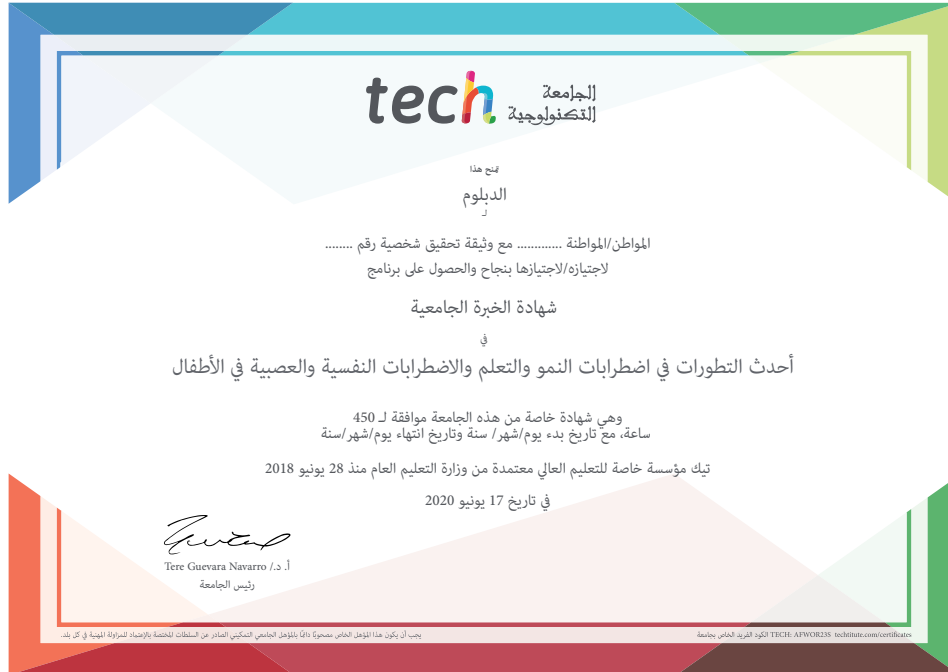 tech الجامعة
التكنولوجية
تمنح هذا
الدبلوم
لـ
المواطن/المواطنة ............ مع وثيقة تحقيق شخصية رقم ........
لاجتيازه/لاجتيازها بنجاح والحصول على برنامج
شهادة الخبرة الجامعية
في
أحدث التطورات في اضطرابات النمو والتعلم والاضطرابات النفسية والعصبية في الأطفال
وهي شهادة خاصة من هذه الجامعة موافقة لـ 450
ساعة، مع تاريخ بدء يوم/شهر/ سنة وتاريخ انتهاء يوم/شهر/سنة
تيك مؤسسة خاصة للتعليم العالي معتمدة من وزارة التعليم العام منذ 28 يونيو 2018
في تاريخ 17 يونيو 2020
أ. د./ Tere Guevara Navarro
رئيس الجامعة
يجب أن يكون هذا المؤهل الخاص مصحوبًا دائمًا بالمؤهل الجامعي التمكيني الصادر عن السلطات المختصة بالإعتماد للمزاولة المهنية في كل بلد.
الكود الفريد الخاص بجامعة TECH: AFWOR23S techtitute.com/certificates